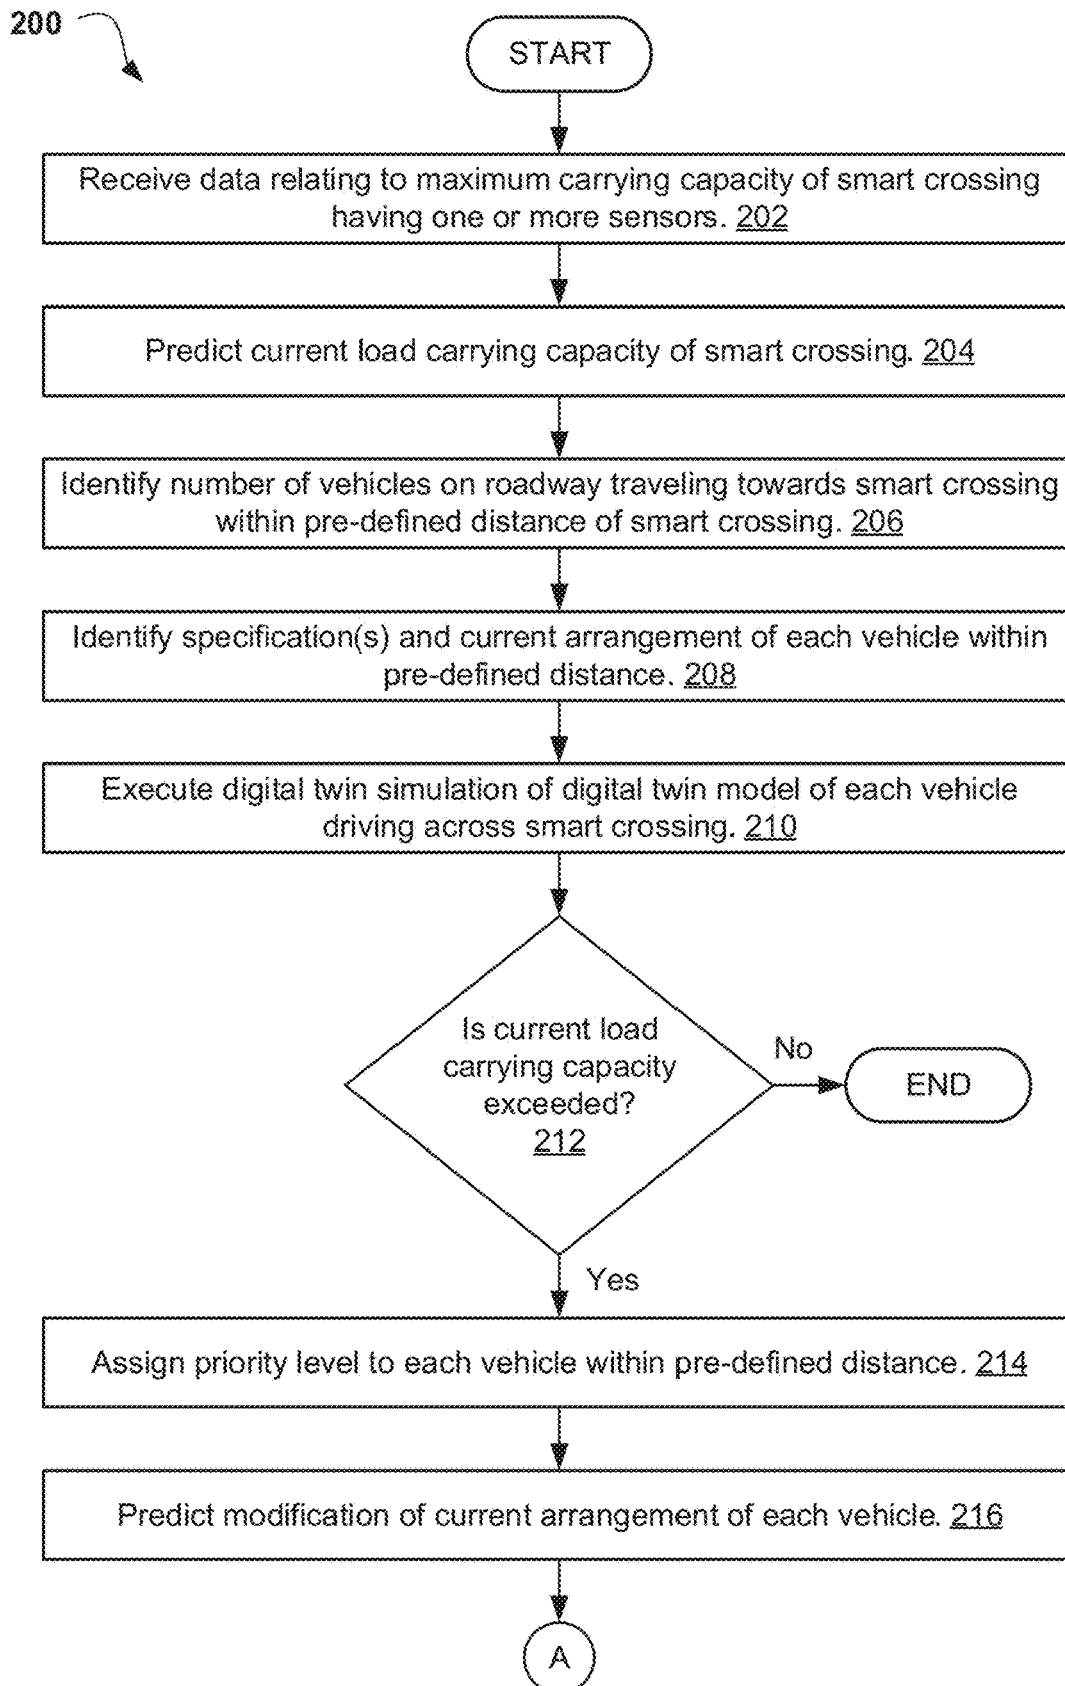 200
START
Receive data relating to maximum carrying capacity of smart crossing
having one or more sensors. 202
Predict current load carrying capacity of smart crossing. 204
Identify number of vehicles on roadway traveling towards smart crossing
within pre-defined distance of smart crossing. 206
Identify specification(s) and current arrangement of each vehicle within
pre-defined distance. 208
Execute digital twin simulation of digital twin model of each vehicle
driving across smart crossing. 210
Is current load
carrying capacity
exceeded?
212
No
END
Yes
Assign priority level to each vehicle within pre-defined distance. 214
Predict modification of current arrangement of each vehicle. 216
A